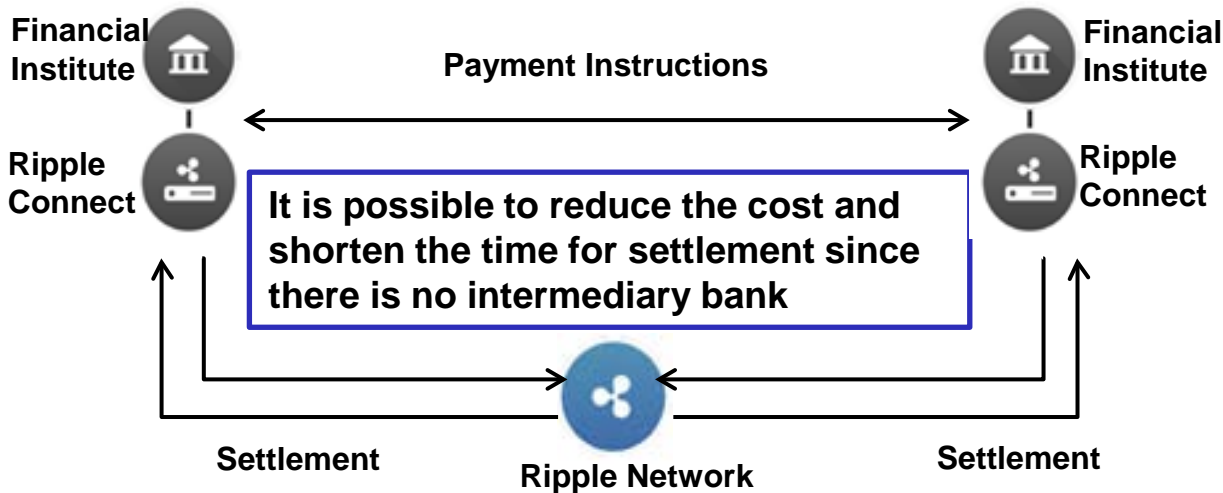 Financial
Institute
Payment Instructions
Financial
Institute
Ripple
Connect
Ripple
Connect
It is possible to reduce the cost and
shorten the time for settlement since
there is no intermediary bank
Settlement
Ripple Network
Settlement